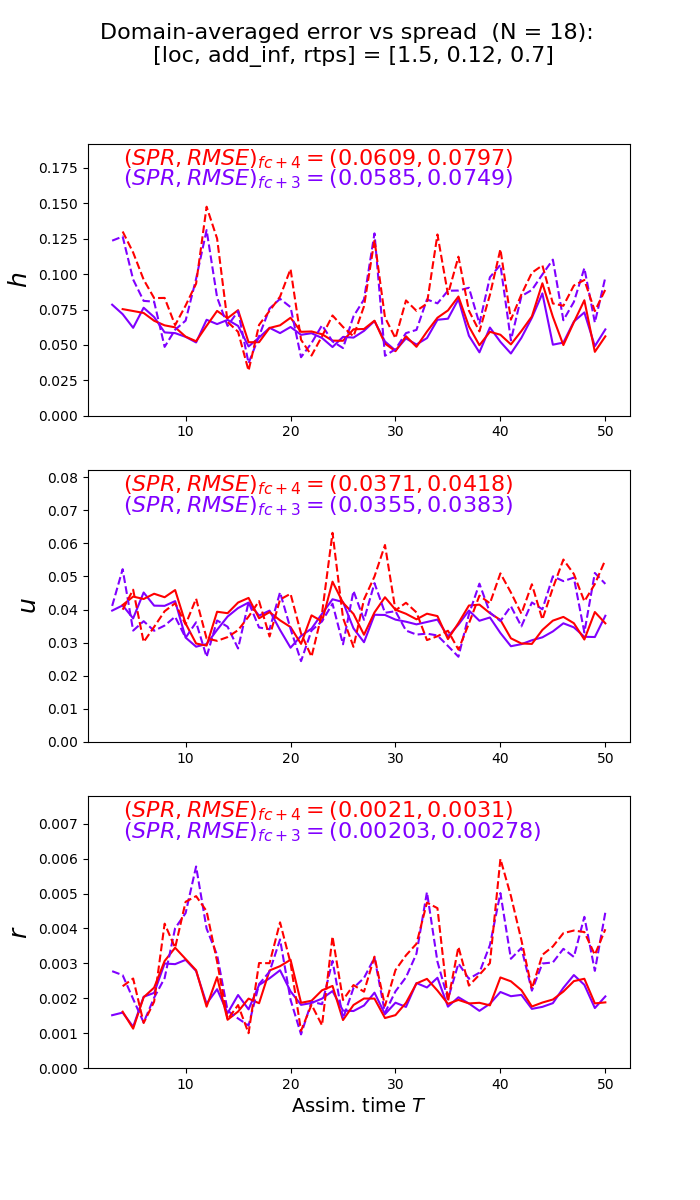 Domain-averaged error vs spread (N = 18):
[loc, add_inf, rtps] = [1.5, 0.12, 0.7]
(SPR, RMSE)fc+4 = (0.0609, 0.0797)
(SPR, RMSE)fc+3 = (0.0585, 0.0749)
0.175
0.150
0.125
0.100
0.075
0.050
0.025
0.000
h
10 20 30 40 50
(SPR, RMSE)fc+4 = (0.0371, 0.0418)
(SPR, RMSE)fc+3 = (0.0355, 0.0383)
0.08
0.07
0.06
0.05
0.04
0.03
0.02
0.01
0.00
u
10 20 30 40 50
(SPR, RMSE)fc+4 = (0.0021, 0.0031)
(SPR, RMSE)fc+3 = (0.00203, 0.00278)
0.007
0.006
0.005
0.004
0.003
0.002
0.001
0.000
r
10 20 30 40 50
Assim. time T